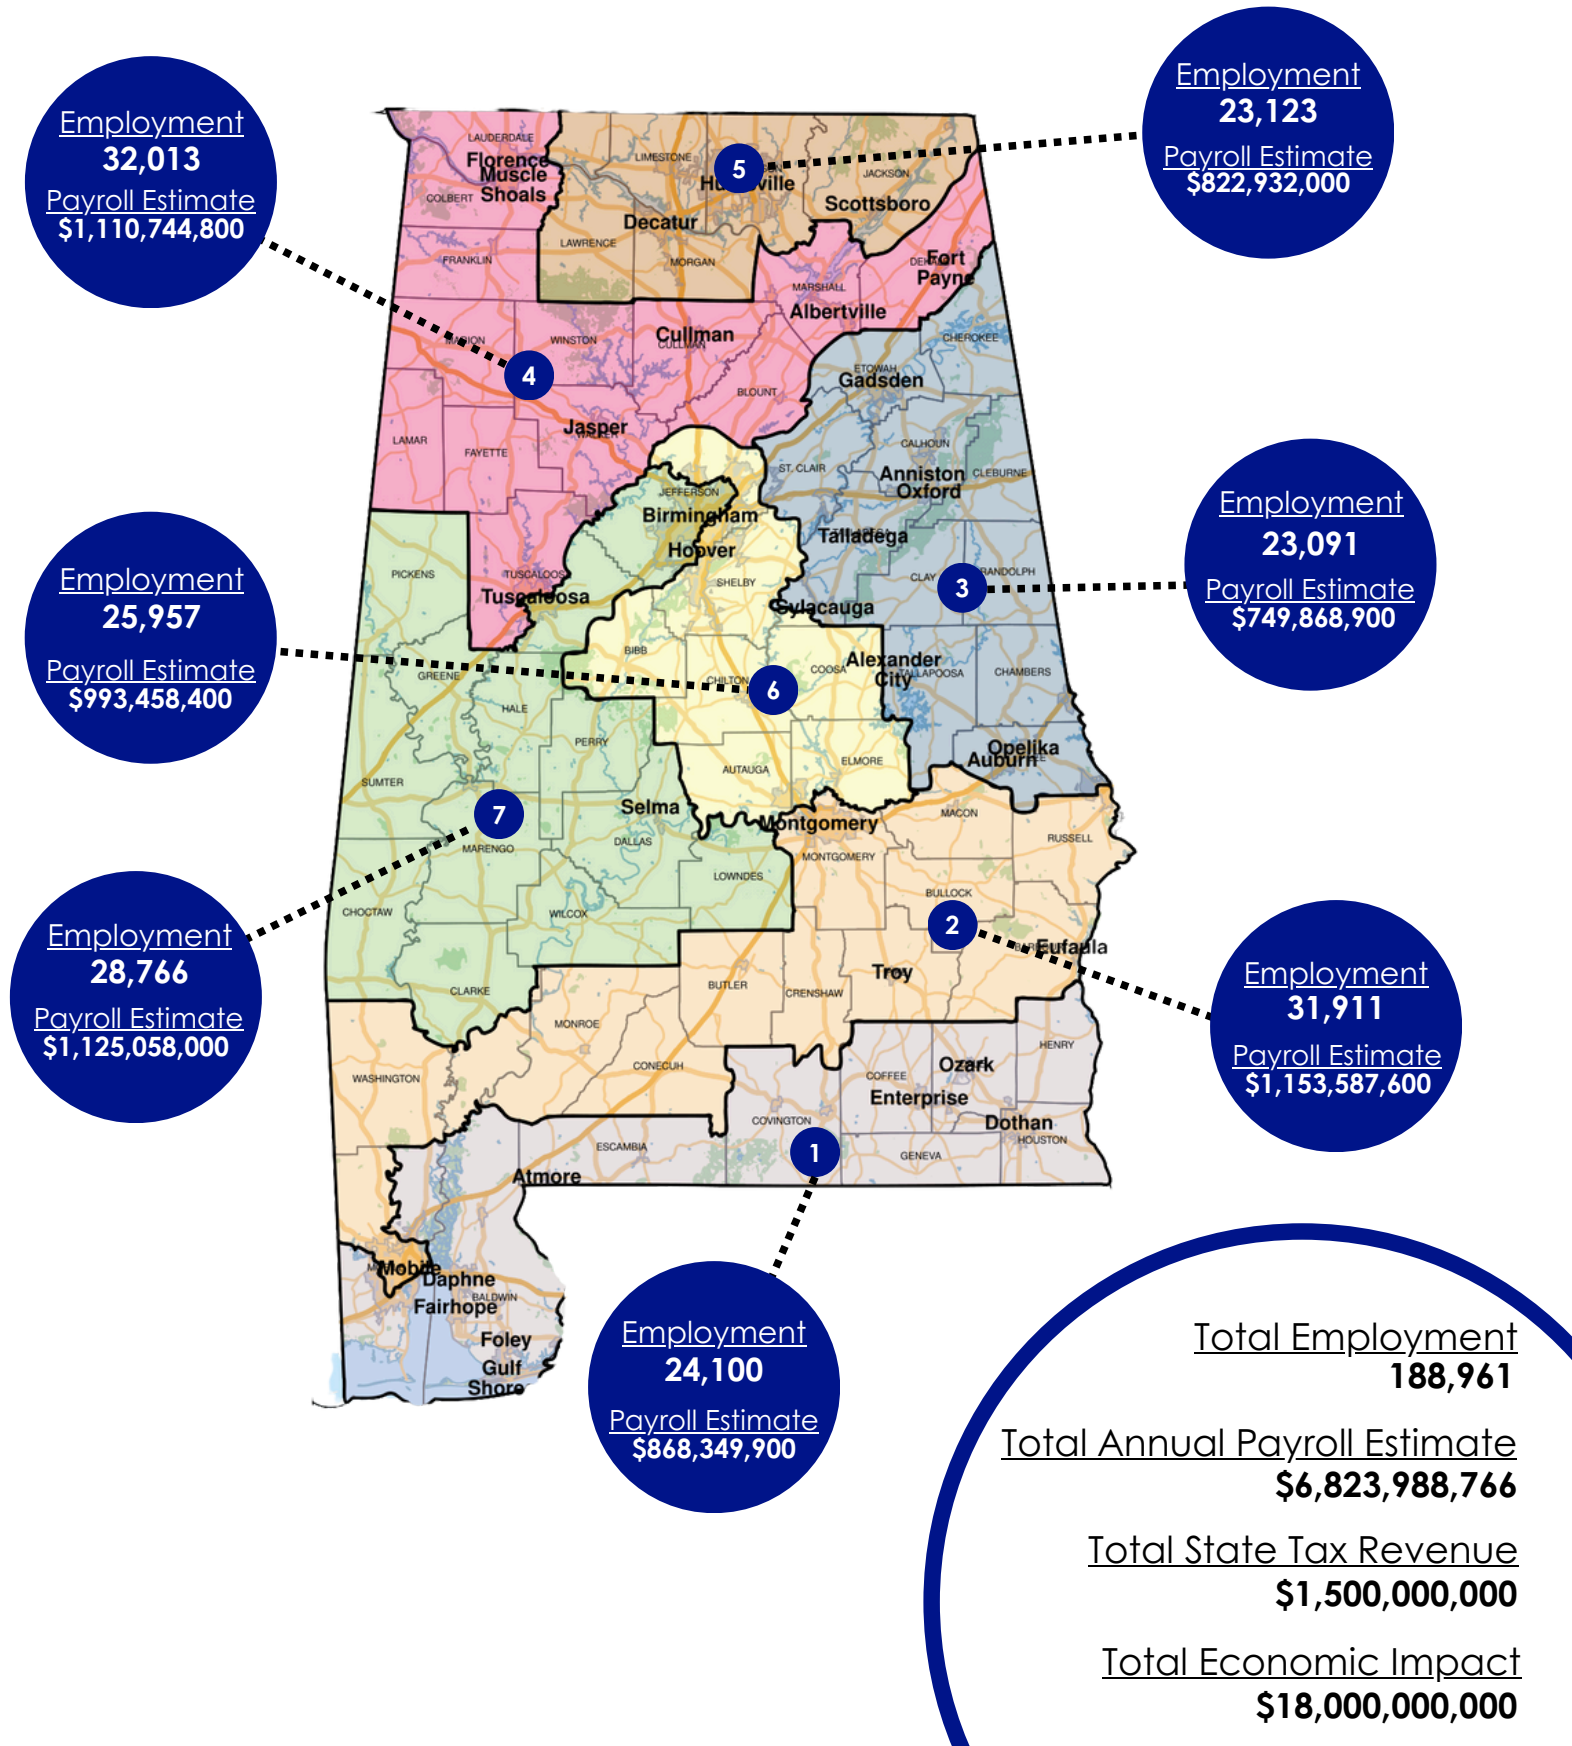 Employment
32,013
Payroll Estimate
$1,110,744,800
Employment
23,123
Payroll Estimate
$822,932,000
LAUDERDALE
Florence
Muscle
Shoals
COLBERT
LIMESTONE
5
JACKSON
Scottsboro
Decatur
LAWRENCE
MORGAN
FRANKLIN
Fort
Payne
MARSHALL
Albertville
MARION
WINSTON
Cullman
CULLMAN
CHEROKEE
4
ETOWAH
Gadsden
BLOUNT
Jasper
WALKER
LAMAR
FAYETTE
CALHOUN
ST. CLAIR
Anniston
Oxford
CLEBURNE
JEFFERSON
Birmingham
Hoover
Talladega
Employment
23,091
Payroll Estimate
$749,868,900
PICKENS
TUSCALOOS
Tuscaloosa
SHELBY
CLAY
3
RANDOLPH
Sylacauga
Employment
25,957
Payroll Estimate
$993,458,400
BIBB
GREENE
CHILTON
6
COOSA
Alexander
City
TALLAPOOSA
CHAMBERS
HALE
PERRY
Opelika
Auburn
SUMTER
AUTAUGA
ELMORE
7
Selma
Montgomery
MACON
RUSSELL
MARENGO
DALLAS
MONTGOMERY
LOWNDES
BULLOCK
CHOCTAW
WILCOX
2
Eufaula
Employment
28,766
Payroll Estimate
$1,125,058,000
CLARKE
BUTLER
CRENSHAW
Troy
Employment
31,911
Payroll Estimate
$1,153,587,600
MONROE
CONECUH
WASHINGTON
HENRY
COFFEE
Ozark
Enterprise
COVINGTON
Dothan
HOUSTON
1
GENEVA
ESCAMBIA
Atmore
Mobile
Daphne
BALDWIN
Fairhope
Foley
Gulf
Shore
Employment
24,100
Payroll Estimate
$868,349,900
Total Employment
188,961
Total Annual Payroll Estimate
$6,823,988,766
Total State Tax Revenue
$1,500,000,000
Total Economic Impact
$18,000,000,000